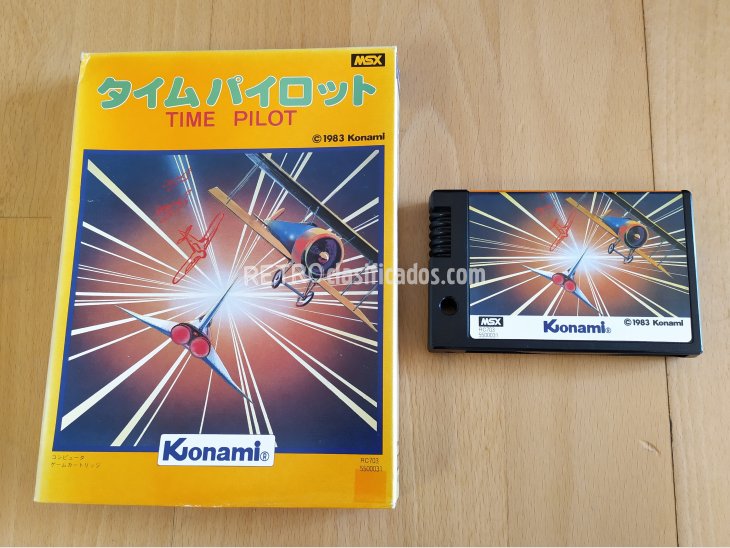 MSX
タイムパイロット
TIME PILOT
©1983 Konami
RETROclasificados.com
Konami®
コンピュータ
ゲームカートリッジ
RC703
5500031
MSX
RC703
5500031
Konami®
©1983 Konami